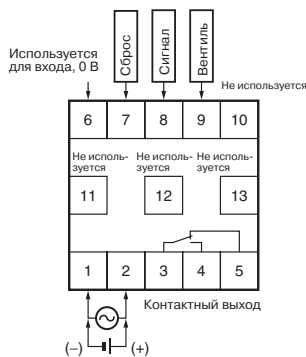 Сброс
Сигнал
Вентиль
Используется
для входа, 0 В
Не используется
6 7 8 9 10
Не исполь-
зуется
Не исполь-
зуется
Не исполь-
зуется
11 12 13
1 2 3 4 5
Контактный выход
(–) (+)